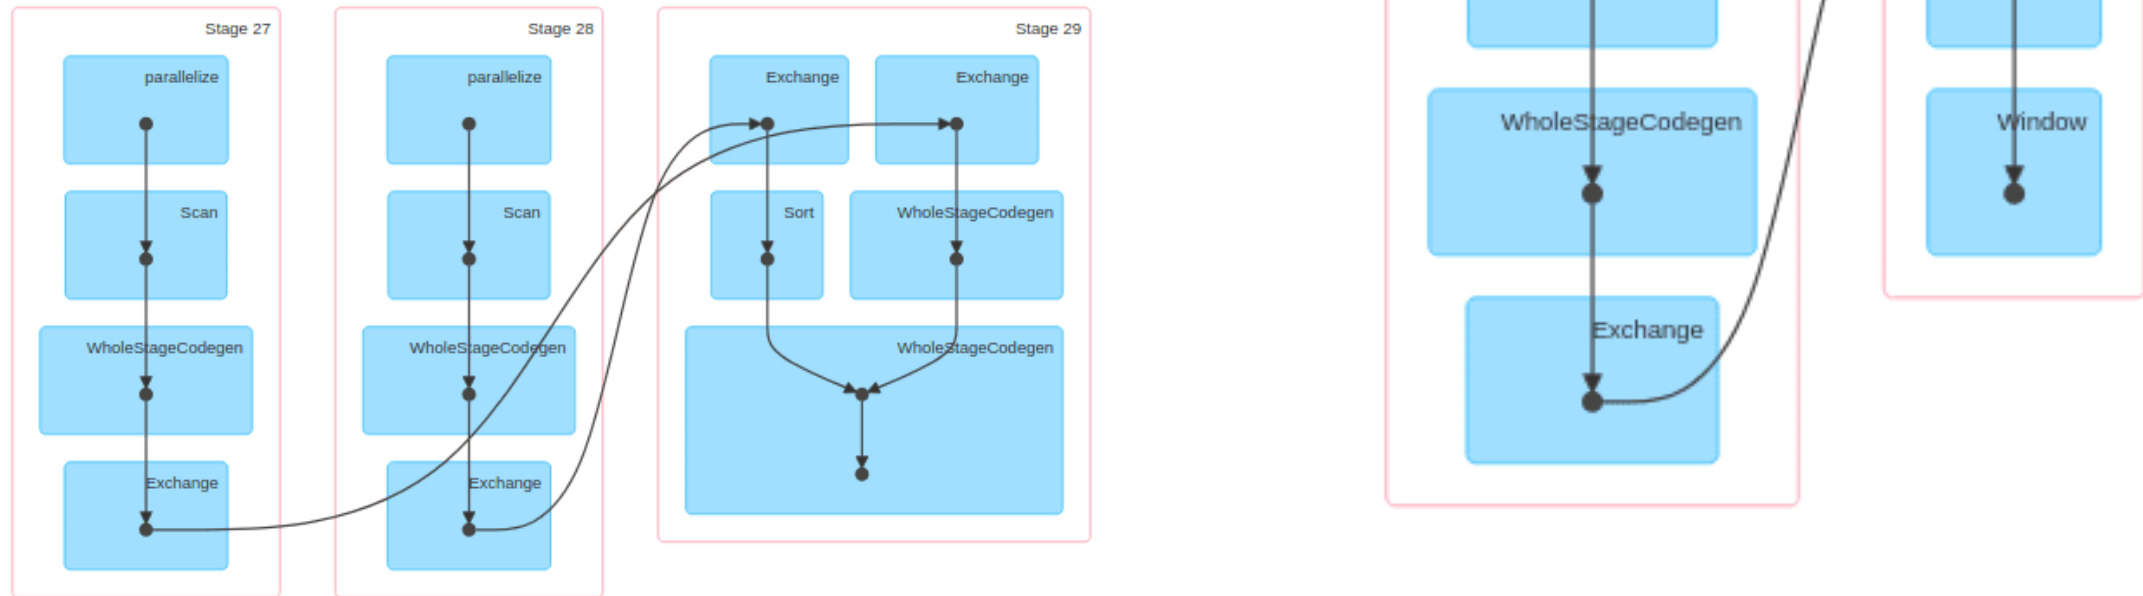 Stage 27
parallelize
Scan
WholeStageCodegen
Exchange
Stage 28
parallelize
Scan
WholeStageCodegen
Exchange
Stage 29
Exchange
Exchange
Sort
WholeStageCodegen
WholeStageCodegen
WholeStageCodegen
Exchange
Window